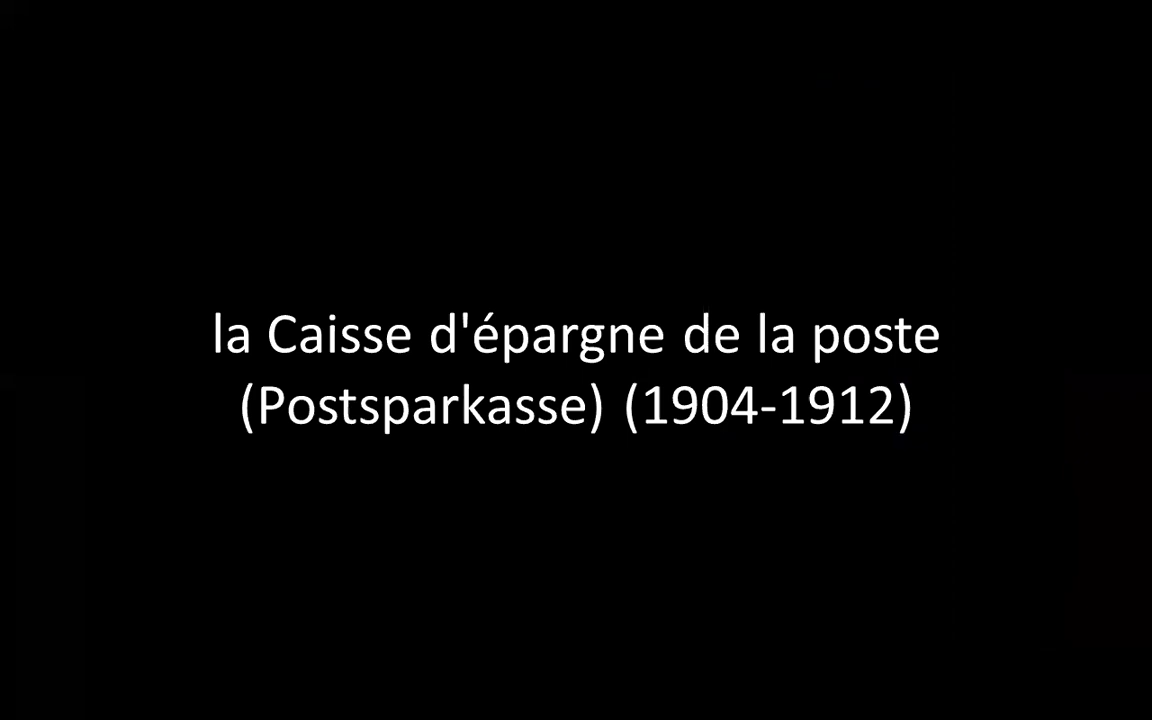 la Caisse d'épargne de la poste
(Postsparkasse) (1904-1912)